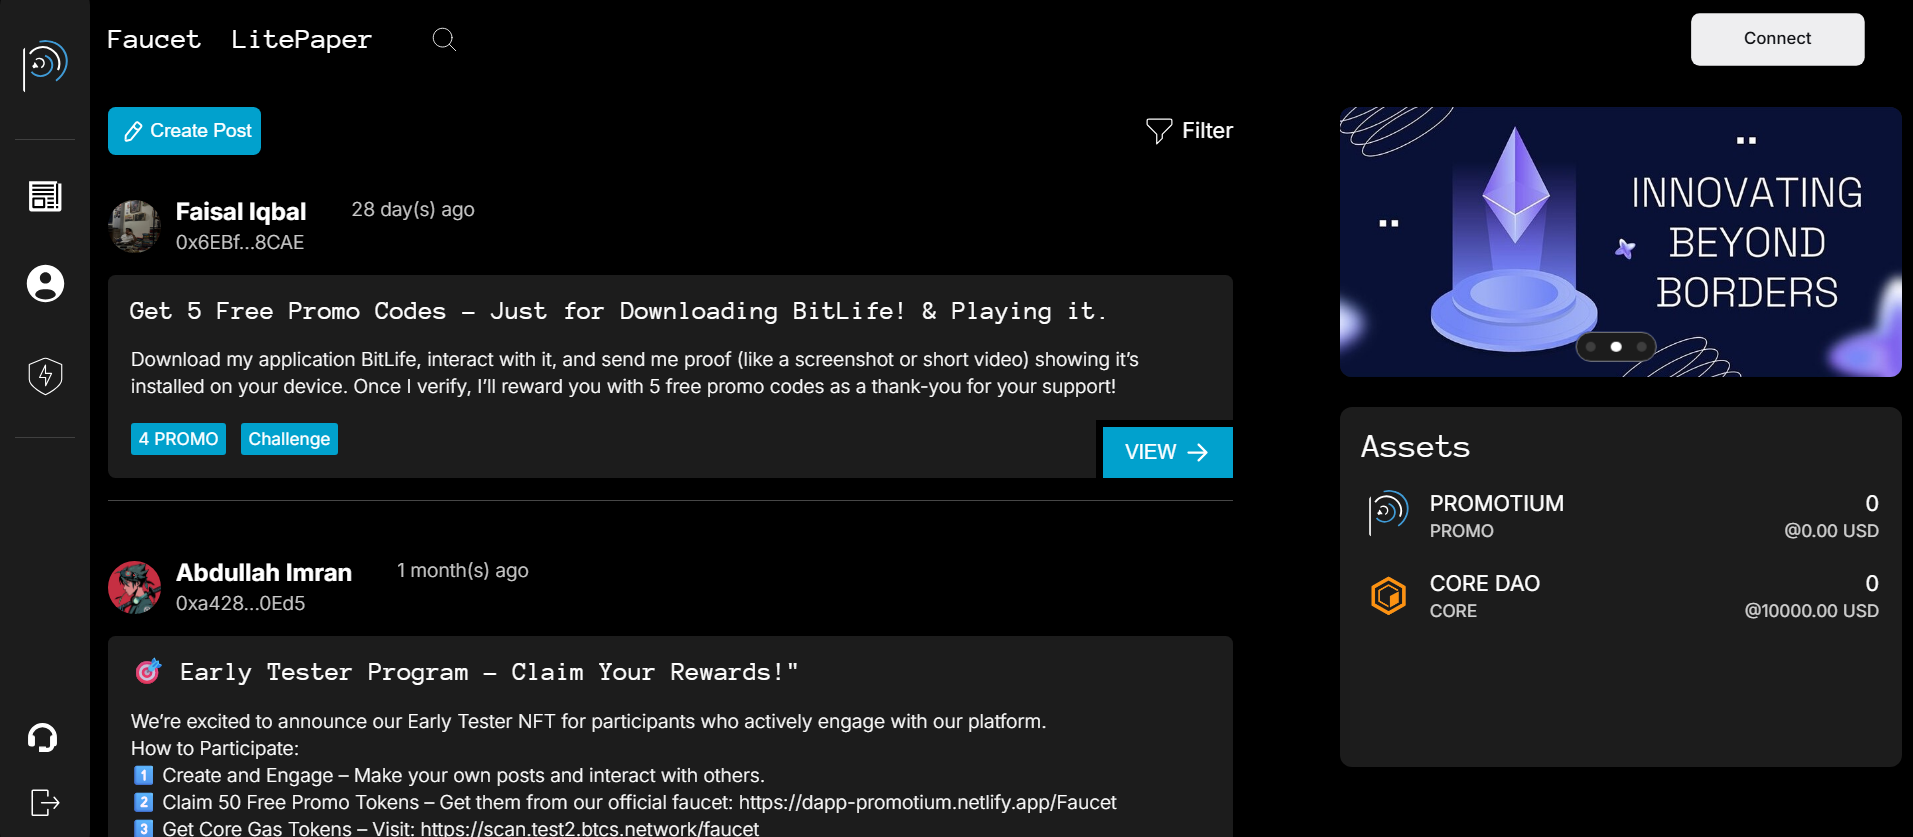 Faucet LitePaper
Connect
Create Post
Filter
Faisal Iqbal 28 day(s) ago
0x6EBf...8CAE
Get 5 Free Promo Codes – Just for Downloading BitLife! & Playing it.
Download my application BitLife, interact with it, and send me proof (like a screenshot or short video) showing it's
installed on your device. Once I verify, I'll reward you with 5 free promo codes as a thank-you for your support!
4 PROMO Challenge
VIEW →
Abdullah Imran 1 month(s) ago
0xa428...0Ed5
🎯 Early Tester Program – Claim Your Rewards!"
We're excited to announce our Early Tester NFT for participants who actively engage with our platform.
How to Participate:
1️⃣ Create and Engage – Make your own posts and interact with others.
2️⃣ Claim 50 Free Promo Tokens – Get them from our official faucet: https://dapp-promotium.netlify.app/Faucet
3️⃣ Get Core Gas Tokens – Visit: https://scan.test2.btcs.network/faucet
INNOVATING
BEYOND
BORDERS
Assets
PROMOTIUM 0
PROMO @0.00 USD
CORE DAO 0
CORE @10000.00 USD